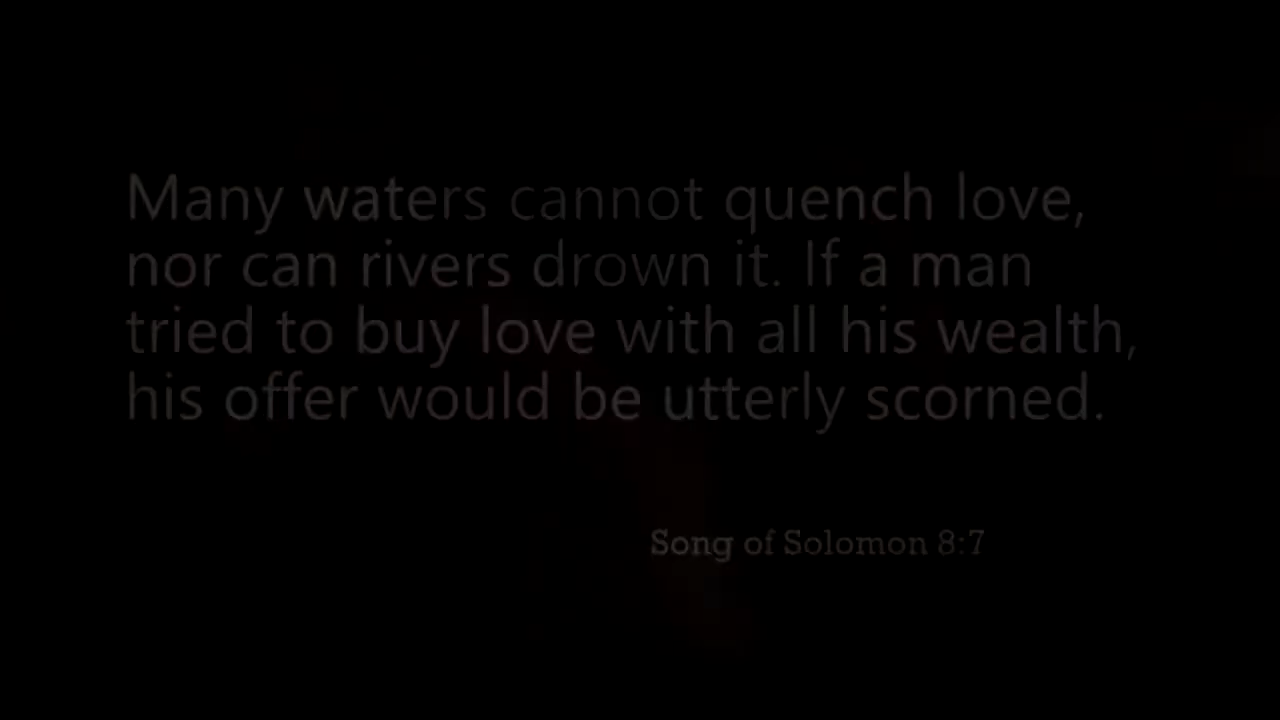 Many waters cannot quench love,
nor can rivers drown it. If a man
tried to buy love with all his wealth,
his offer would be utterly scorned.
Song of Solomon 8:7